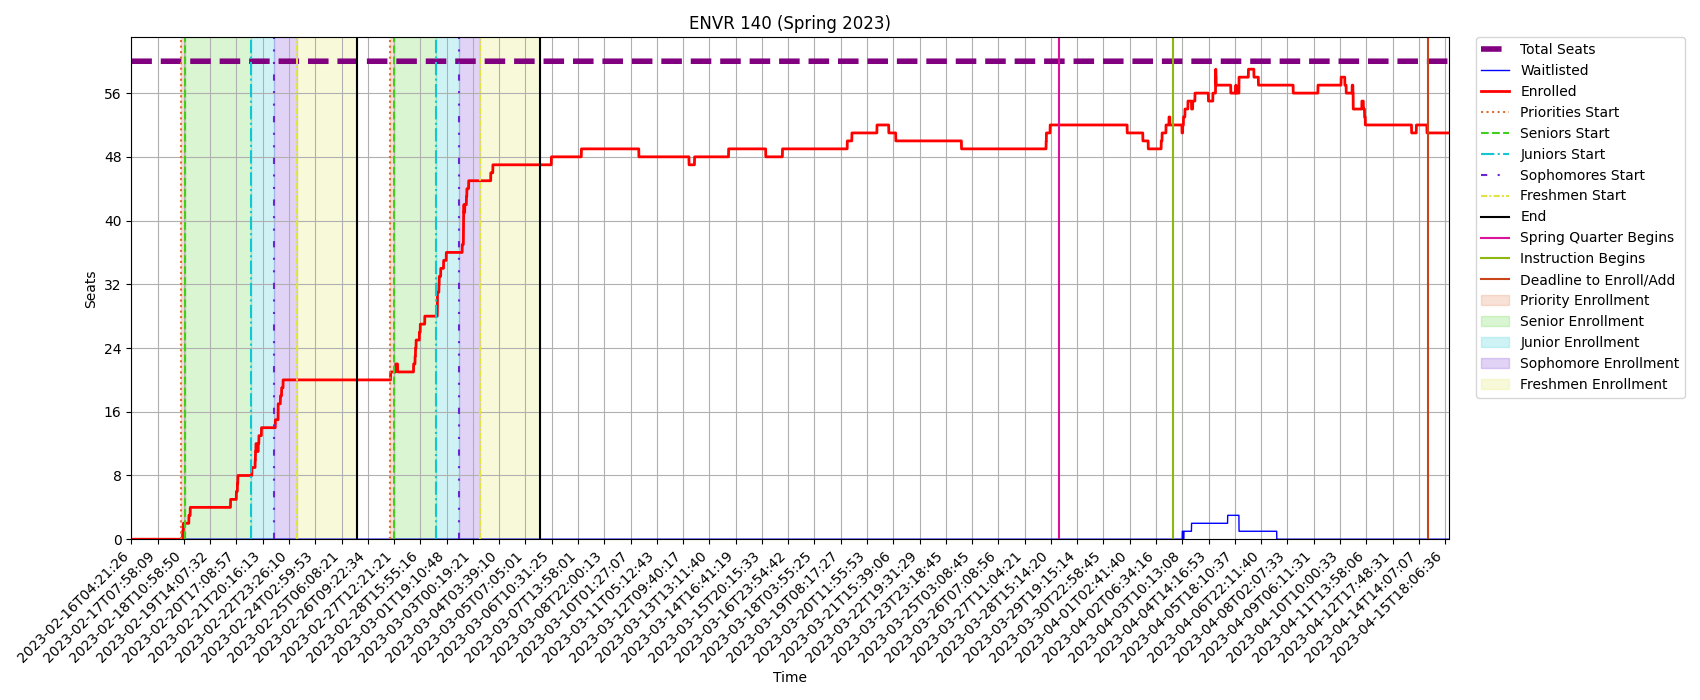 ENVR 140 (Spring 2023)
Seats
56
48
40
32
24
16
8
0
2023-02-16T04:21:26
2023-02-17T07:58:09
2023-02-18T10:58:50
2023-02-19T14:07:32
2023-02-20T17:08:57
2023-02-21T20:16:13
2023-02-22T23:26:10
2023-02-24T02:59:53
2023-02-25T06:08:21
2023-02-26T09:22:34
2023-02-27T12:21:21
2023-02-28T15:55:16
2023-03-01T19:10:48
2023-03-03T00:19:21
2023-03-04T03:39:10
2023-03-05T07:05:01
2023-03-06T10:31:25
2023-03-07T13:58:01
2023-03-08T22:00:13
2023-03-10T01:27:07
2023-03-11T05:12:43
2023-03-12T09:40:17
2023-03-13T13:11:40
2023-03-14T16:41:19
2023-03-15T20:15:33
2023-03-16T23:54:42
2023-03-18T03:55:25
2023-03-19T08:17:27
2023-03-20T11:55:53
2023-03-21T15:39:06
2023-03-22T19:31:29
2023-03-23T23:18:45
2023-03-25T03:08:45
2023-03-26T07:08:56
2023-03-27T11:04:21
2023-03-28T15:14:20
2023-03-29T19:15:14
2023-03-30T22:58:45
2023-04-01T02:41:40
2023-04-02T06:34:16
2023-04-03T10:13:08
2023-04-04T14:16:53
2023-04-05T18:10:37
2023-04-06T22:11:40
2023-04-08T02:07:33
2023-04-09T06:11:31
2023-04-10T10:00:33
2023-04-11T13:58:06
2023-04-12T17:48:31
2023-04-14T14:07:07
2023-04-15T18:06:36
Time
Total Seats
Waitlisted
Enrolled
Priorities Start
Seniors Start
Juniors Start
Sophomores Start
Freshmen Start
End
Spring Quarter Begins
Instruction Begins
Deadline to Enroll/Add
Priority Enrollment
Senior Enrollment
Junior Enrollment
Sophomore Enrollment
Freshmen Enrollment